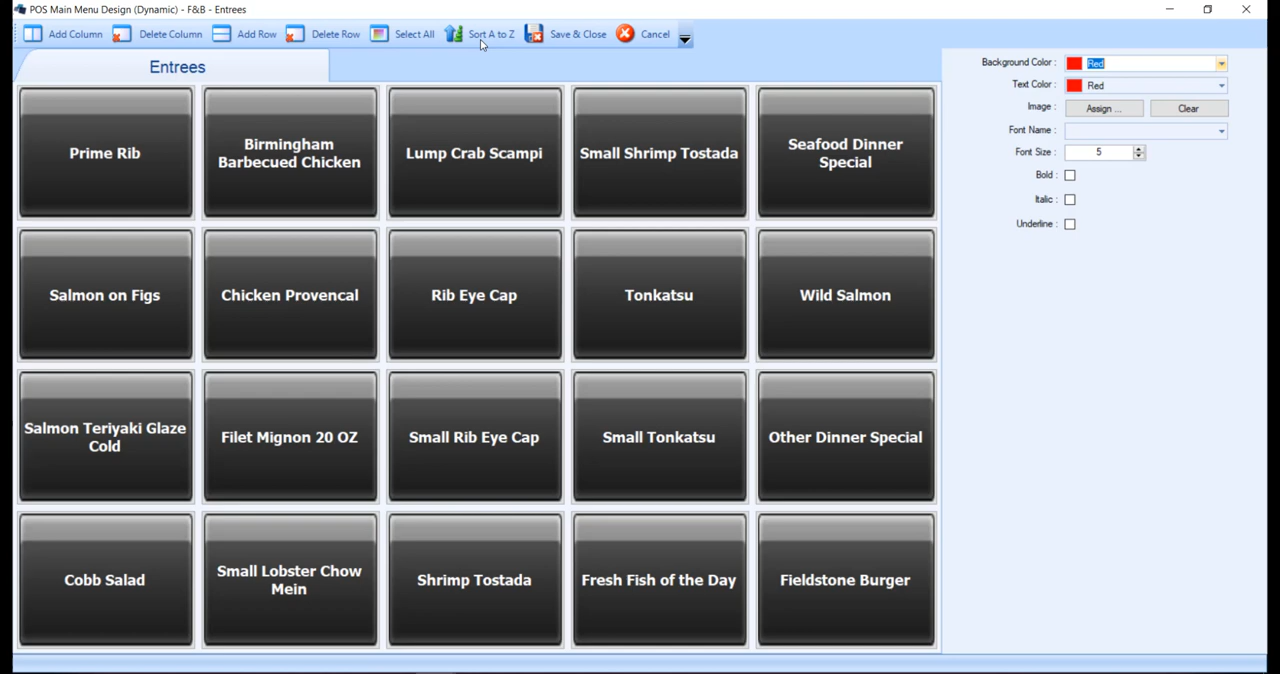 POS Main Menu Design (Dynamic) - F&B - Entrees
Add Column Delete Column Add Row Delete Row Select All Sort A to Z Save & Close Cancel
Entrees
Prime Rib
Birmingham
Barbecued Chicken
Lump Crab Scampi
Small Shrimp Tostada
Seafood Dinner
Special
Salmon on Figs
Chicken Provencal
Rib Eye Cap
Tonkatsu
Wild Salmon
Salmon Teriyaki Glaze
Cold
Filet Mignon 20 OZ
Small Rib Eye Cap
Small Tonkatsu
Other Dinner Special
Cobb Salad
Small Lobster Chow
Mein
Shrimp Tostada
Fresh Fish of the Day
Fieldstone Burger
Background Color : Red
Text Color : Red
Image : Assign ... Clear
Font Name :
Font Size : 5
Bold :
Italic :
Underline :